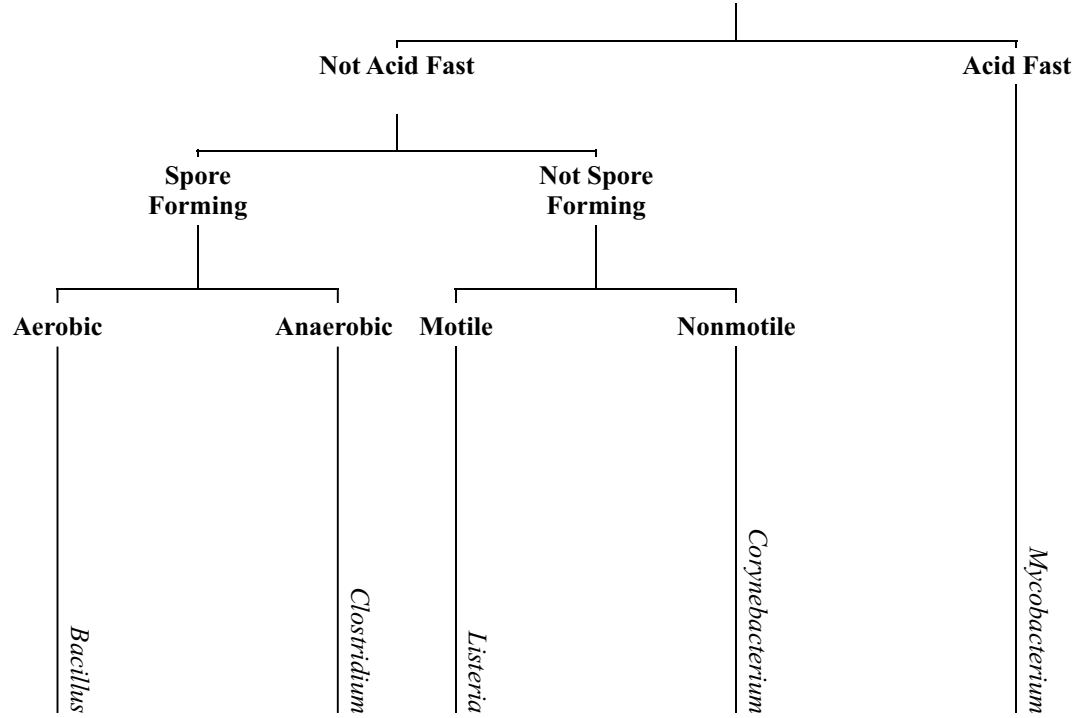 Not Acid Fast
Acid Fast
Spore
Forming
Not Spore
Forming
Aerobic
Anaerobic
Motile
Nonmotile
Bacillus
Clostridium
Listeria
Corynebacterium
Mycobacterium